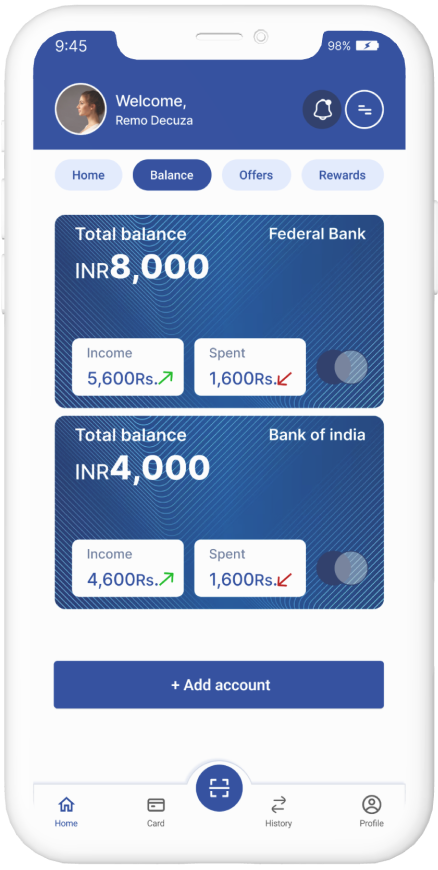 9:45
98%
Welcome,
Remo Decuza
Home
Balance
Offers
Rewards
Total balance
Federal Bank
INR8,000
Income
Spent
5,600Rs.
1,600Rs.
Total balance
Bank of india
INR4,000
Income
Spent
4,600Rs.
1,600Rs.
+ Add account
Home
Card
History
Profile